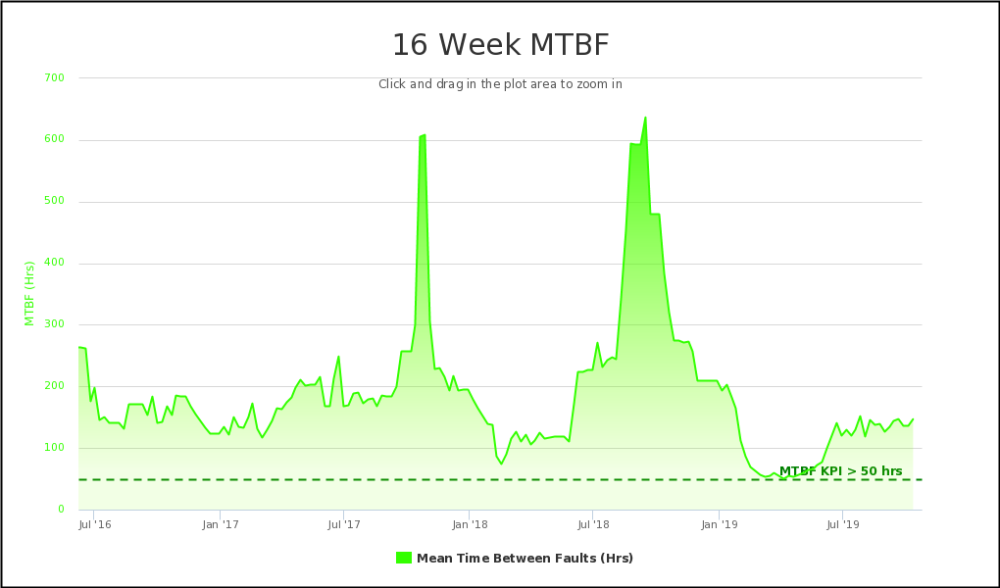 16 Week MTBF
Click and drag in the plot area to zoom in
MTBF (Hrs)
700
600
500
400
300
200
100
0
MTBF KPI > 50 hrs
Jul '16 Jan '17 Jul '17 Jan '18 Jul '18 Jan '19 Jul '19
Mean Time Between Faults (Hrs)